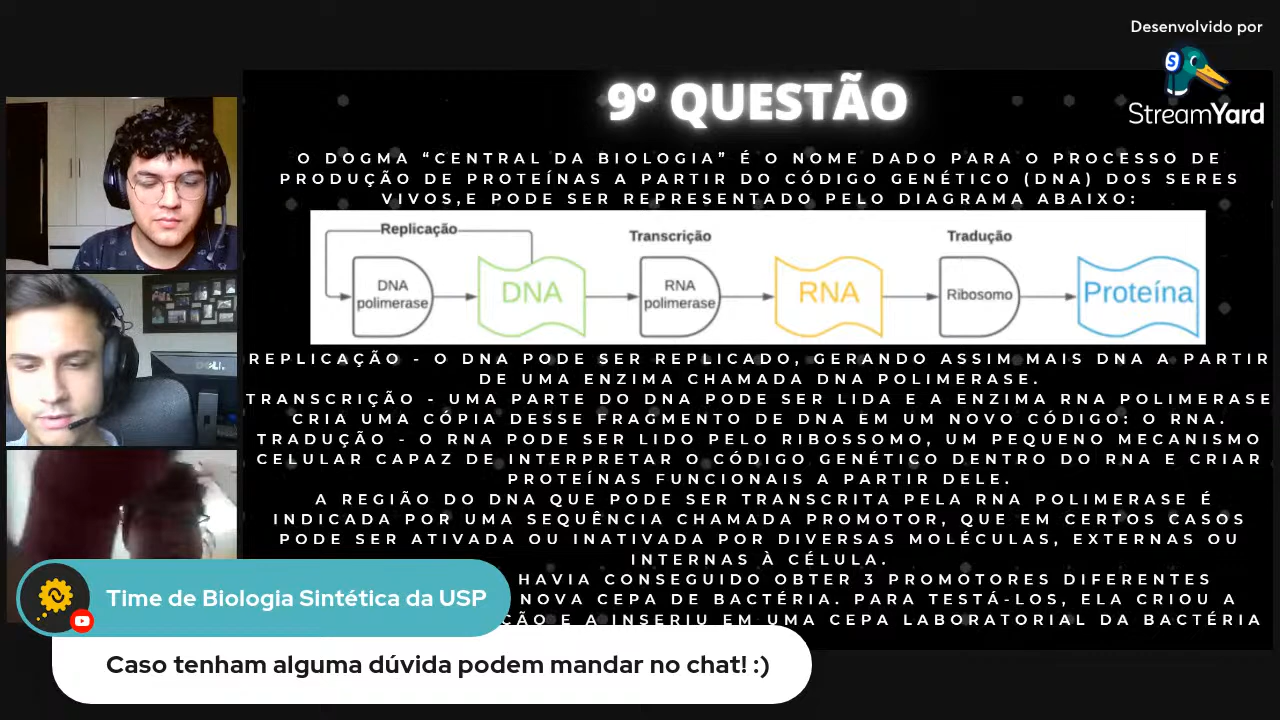 Desenvolvido por
StreamYard
9º QUESTÃO
O DOGMA “CENTRAL DA BIOLOGIA” É O NOME DADO PARA O PROCESSO DE
PRODUÇÃO DE PROTEÍNAS A PARTIR DO CÓDIGO GENÉTICO (DNA) DOS SERES
VIVOS,E PODE SER REPRESENTADO PELO DIAGRAMA ABAIXO:
Replicação
Transcrição
Tradução
DNA
polimerase
DNA
RNA
polimerase
RNA
Ribosomo
Proteína
REPLICAÇÃO - O DNA PODE SER REPLICADO, GERANDO ASSIM MAIS DNA A PARTIR
DE UMA ENZIMA CHAMADA DNA POLIMERASE.
TRANSCRIÇÃO - UMA PARTE DO DNA PODE SER LIDA E A ENZIMA RNA POLIMERASE
CRIA UMA CÓPIA DESSE FRAGMENTO DE DNA EM UM NOVO CÓDIGO: O RNA.
TRADUÇÃO - O RNA PODE SER LIDO PELO RIBOSSOMO, UM PEQUENO MECANISMO
CELULAR CAPAZ DE INTERPRETAR O CÓDIGO GENÉTICO DENTRO DO RNA E CRIAR
PROTEÍNAS FUNCIONAIS A PARTIR DELE.
A REGIÃO DO DNA QUE PODE SER TRANSCRITA PELA RNA POLIMERASE É
INDICADA POR UMA SEQUÊNCIA CHAMADA PROMOTOR, QUE EM CERTOS CASOS
PODE SER ATIVADA OU INATIVADA POR DIVERSAS MOLÉCULAS, EXTERNAS OU
INTERNAS À CÉLULA.
HAVIA CONSEGUIDO OBTER 3 PROMOTORES DIFERENTES
NOVA CEPA DE BACTÉRIA. PARA TESTÁ-LOS, ELA CRIOU A
E A INSERIU EM UMA CEPA LABORATORIAL DA BACTÉRIA
DELL
Time de Biologia Sintética da USP
Caso tenham alguma dúvida podem mandar no chat! :)